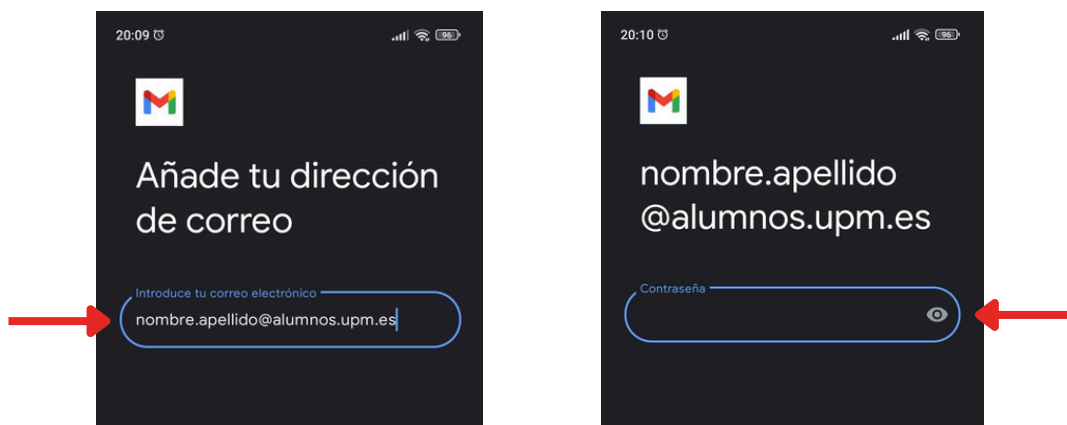 20:09
96
Añade tu dirección
de correo
Introduce tu correo electrónico
nombre.apellido@alumnos.upm.es
20:10
96
nombre.apellido
@alumnos.upm.es
Contraseña